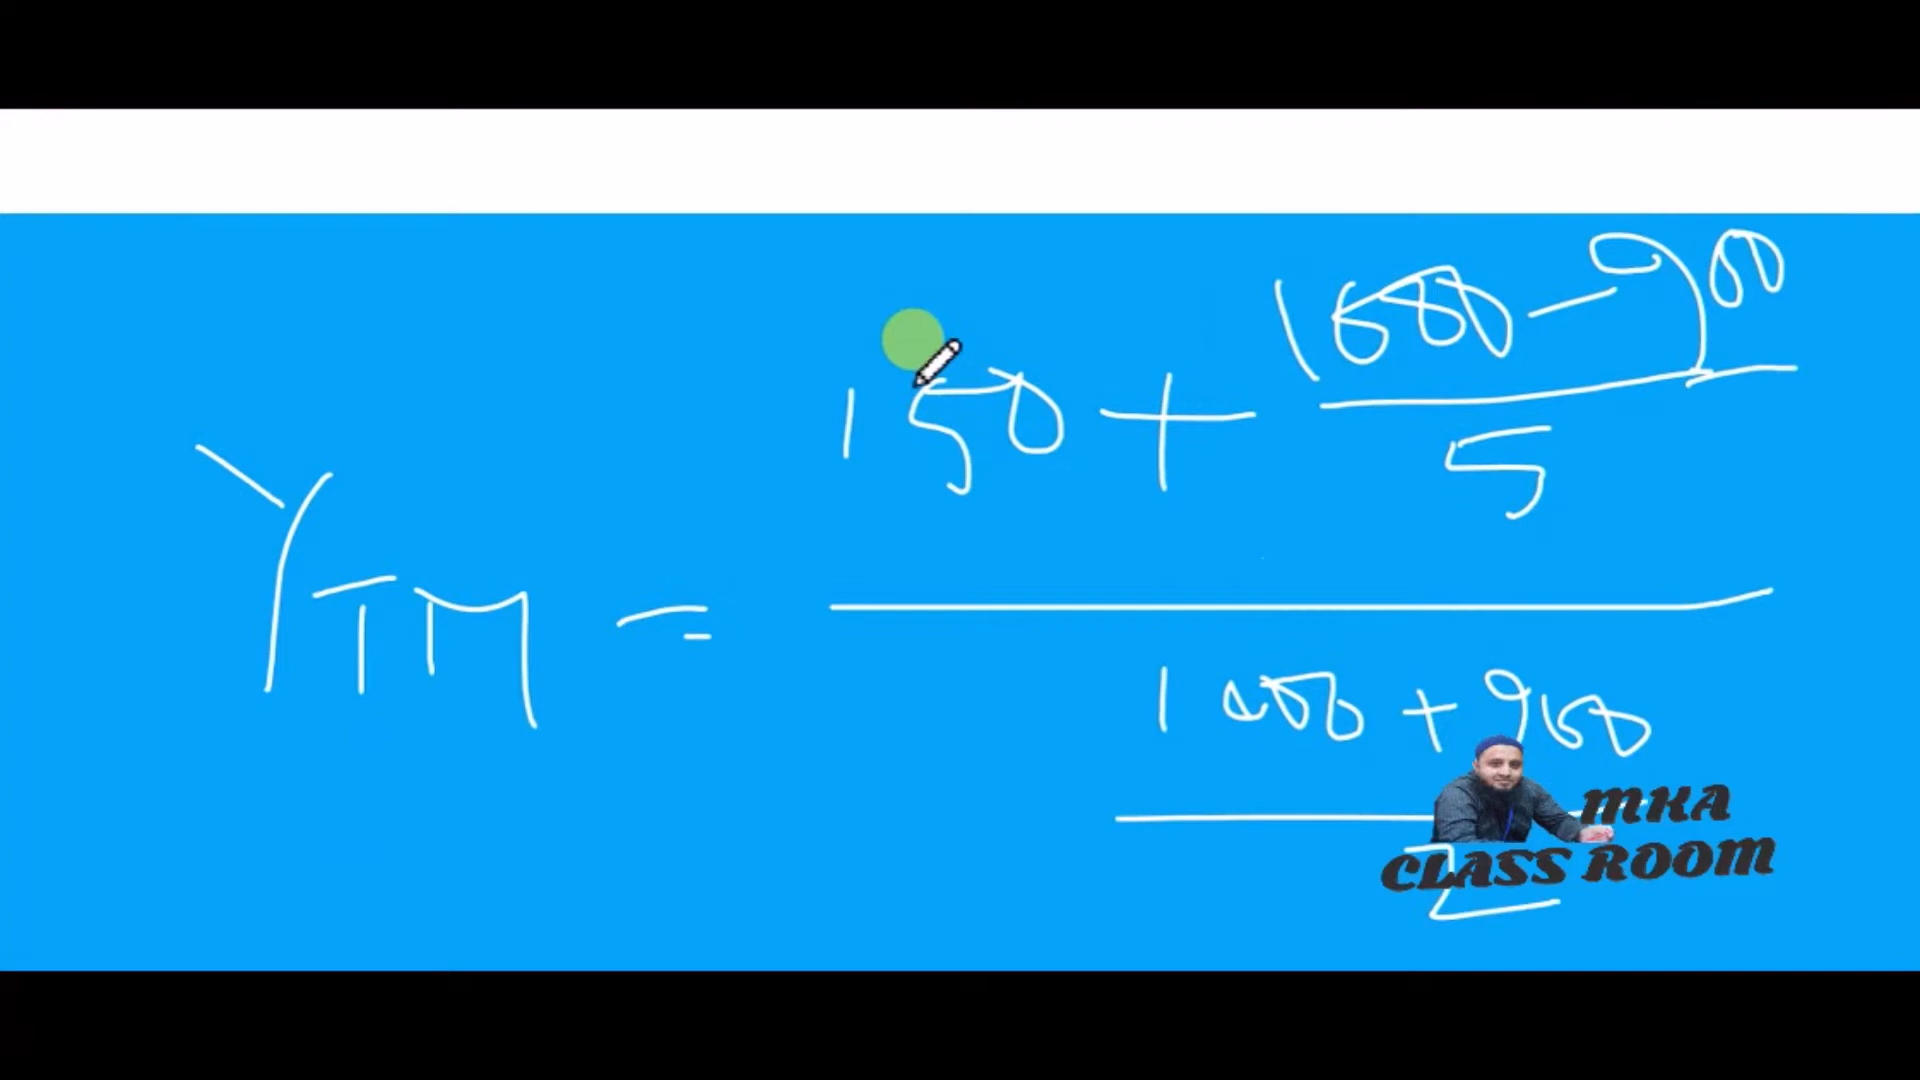 150 + 1000 - 900
5
YTM =
1000 + 900
2
MKA
CLASS ROOM